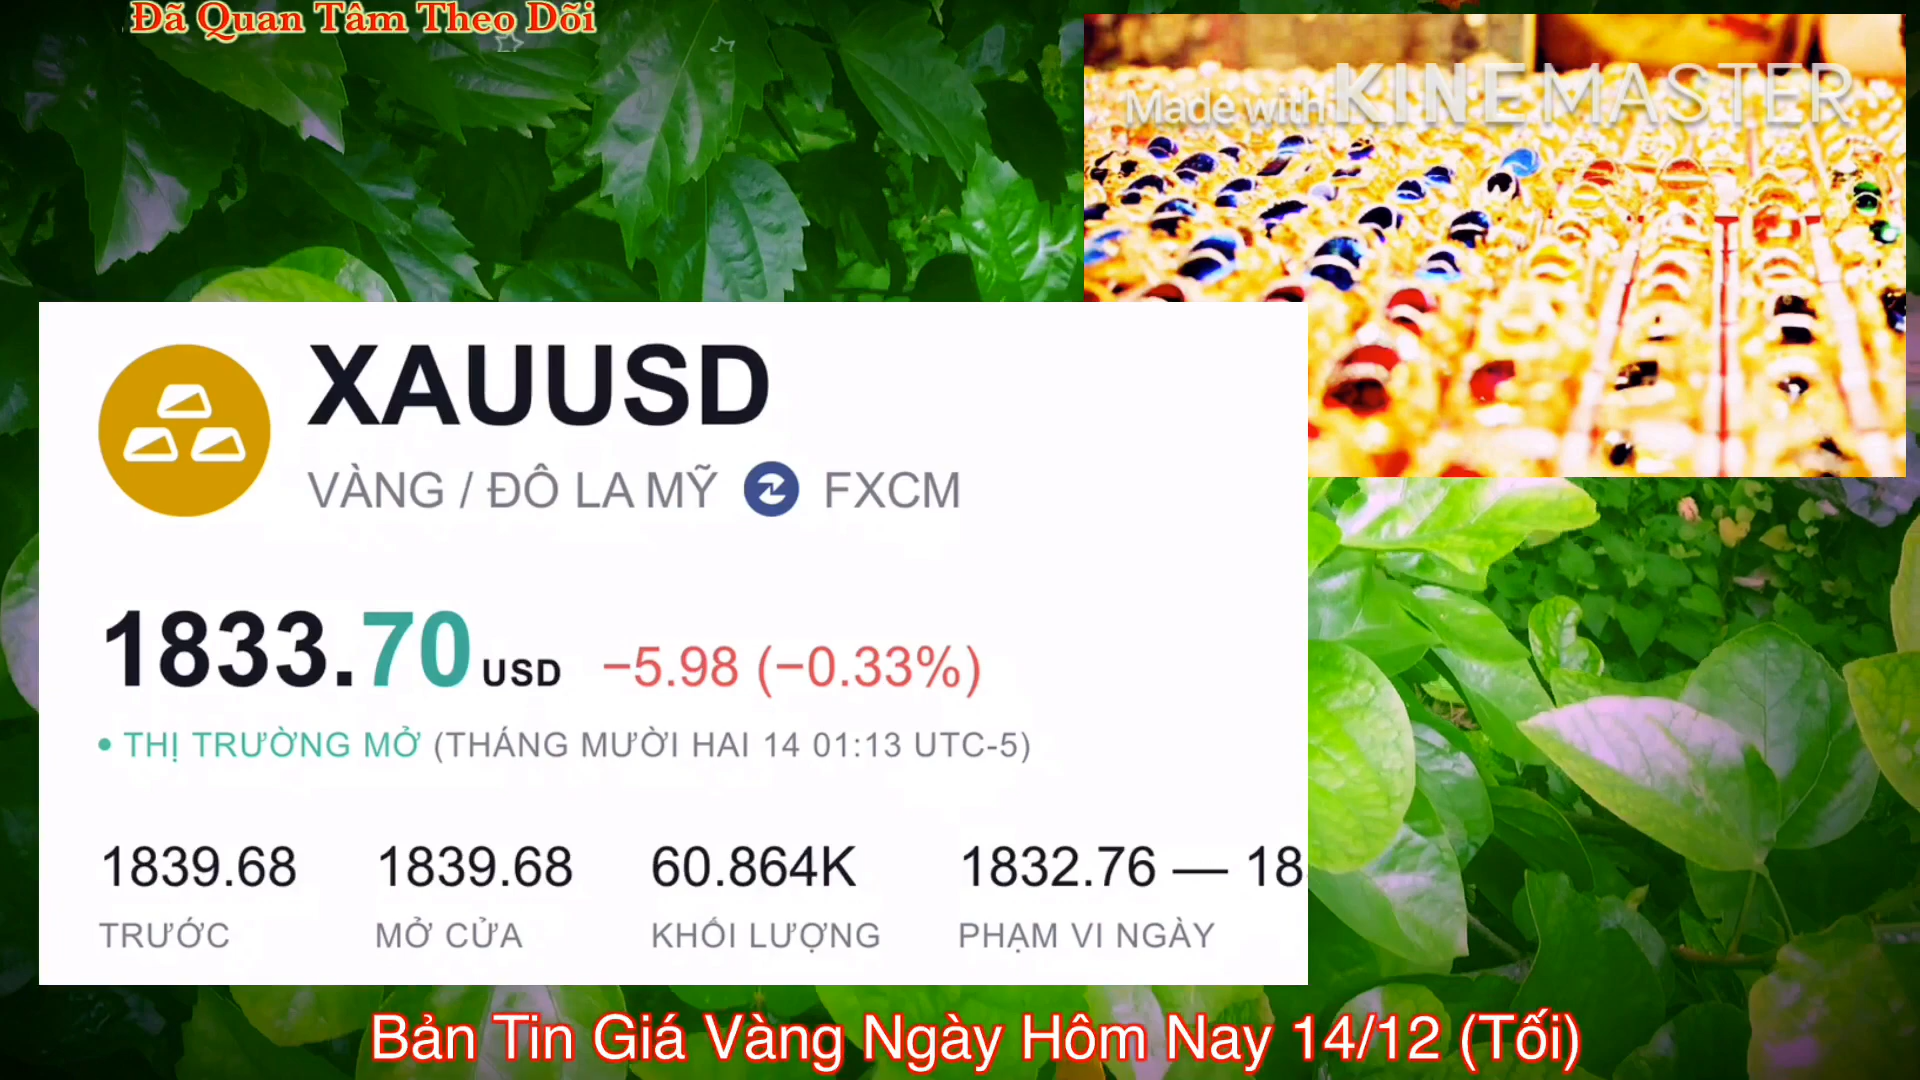 Đã Quan Tâm Theo Dõi
Made with KINEMASTER
XAUUSD
VÀNG / ĐÔ LA MỸ FXCM
1833.70 USD −5.98 (−0.33%)
• THỊ TRƯỜNG MỞ (THÁNG MƯỜI HAI 14 01:13 UTC-5)
1839.68 1839.68 60.864K 1832.76 — 18
TRƯỚC MỞ CỬA KHỐI LƯỢNG PHẠM VI NGÀY
Bản Tin Giá Vàng Ngày Hôm Nay 14/12 (Tối)